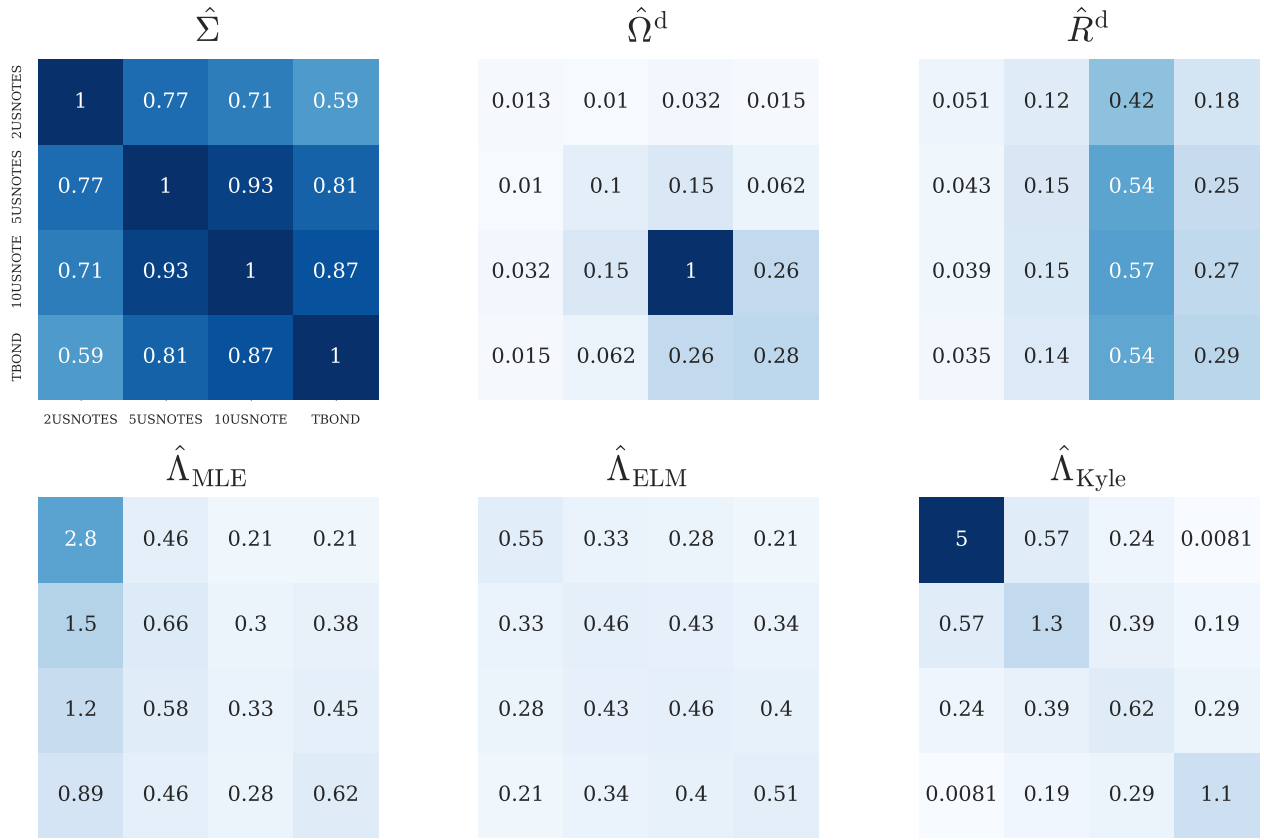 Σ̂ Ω̂ᵈ R̂ᵈ
2USNOTES 1 0.77 0.71 0.59 0.013 0.01 0.032 0.015 0.051 0.12 0.42 0.18
5USNOTES 0.77 1 0.93 0.81 0.01 0.1 0.15 0.062 0.043 0.15 0.54 0.25
10USNOTE 0.71 0.93 1 0.87 0.032 0.15 1 0.26 0.039 0.15 0.57 0.27
TBOND 0.59 0.81 0.87 1 0.015 0.062 0.26 0.28 0.035 0.14 0.54 0.29
2USNOTES 5USNOTES 10USNOTE TBOND
Λ̂MLE Λ̂ELM Λ̂Kyle
2.8 0.46 0.21 0.21 0.55 0.33 0.28 0.21 5 0.57 0.24 0.0081
1.5 0.66 0.3 0.38 0.33 0.46 0.43 0.34 0.57 1.3 0.39 0.19
1.2 0.58 0.33 0.45 0.28 0.43 0.46 0.4 0.24 0.39 0.62 0.29
0.89 0.46 0.28 0.62 0.21 0.34 0.4 0.51 0.0081 0.19 0.29 1.1